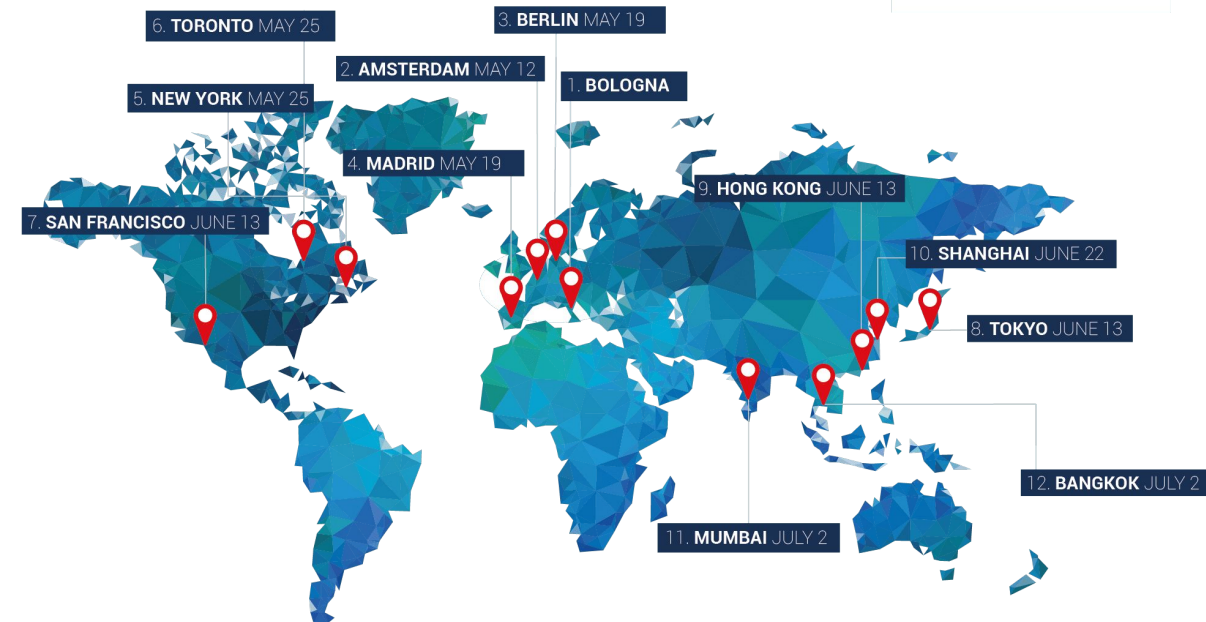 6. TORONTO MAY 25
3. BERLIN MAY 19
2. AMSTERDAM MAY 12
1. BOLOGNA
5. NEW YORK MAY 25
4. MADRID MAY 19
9. HONG KONG JUNE 13
7. SAN FRANCISCO JUNE 13
10. SHANGHAI JUNE 22
8. TOKYO JUNE 13
12. BANGKOK JULY 2
11. MUMBAI JULY 2